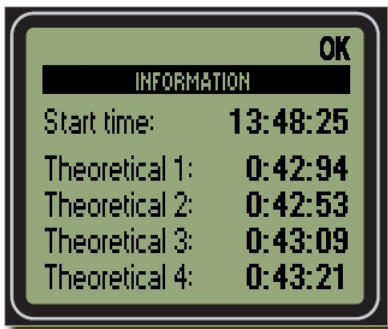 OK
INFORMATION
Start time: 13:48:25
Theoretical 1: 0:42:94
Theoretical 2: 0:42:53
Theoretical 3: 0:43:09
Theoretical 4: 0:43:21